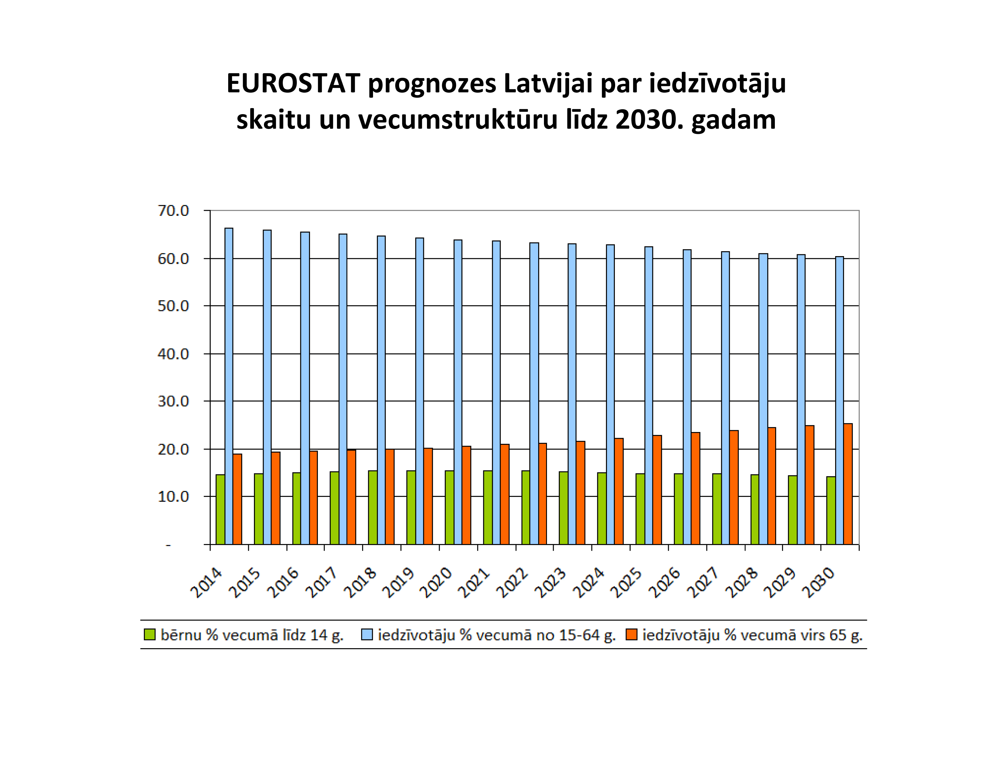 EUROSTAT prognozes Latvijai par iedzīvotāju
skaitu un vecumstruktūru līdz 2030. gadam
70.0
60.0
50.0
40.0
30.0
20.0
10.0
-
2014 2015 2016 2017 2018 2019 2020 2021 2022 2023 2024 2025 2026 2027 2028 2029 2030
bērnu % vecumā līdz 14 g. iedzīvotāju % vecumā no 15-64 g. iedzīvotāju % vecumā virs 65 g.